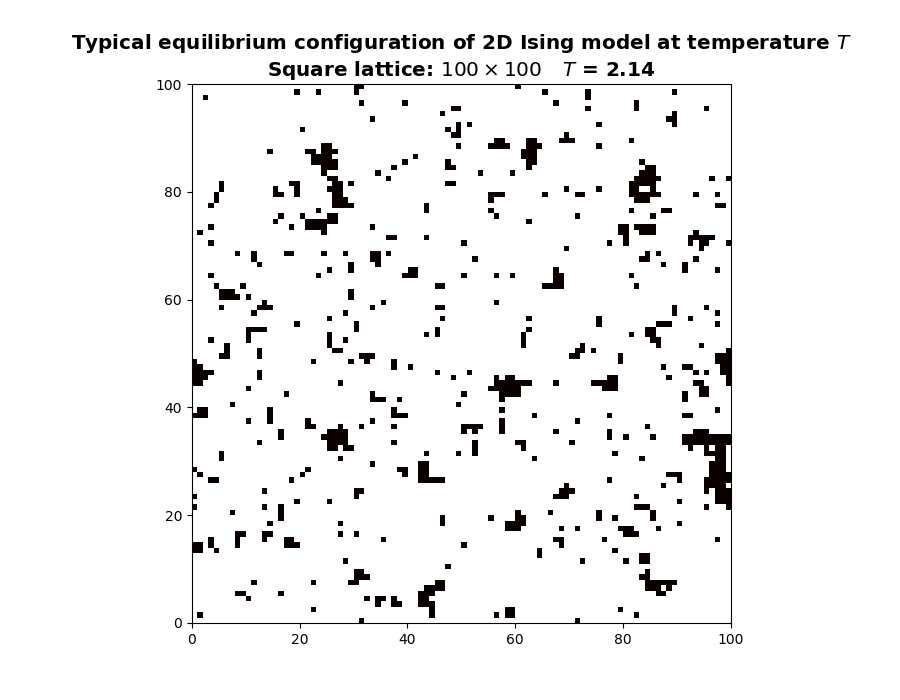 Typical equilibrium configuration of 2D Ising model at temperature T
Square lattice: 100 × 100 T = 2.14
100
80
60
40
20
0
0 20 40 60 80 100